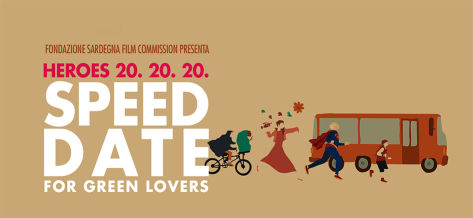 FONDAZIONE SARDEGNA FILM COMMISSION PRESENTA
HEROES 20. 20. 20.
SPEED
DATE
FOR GREEN LOVERS